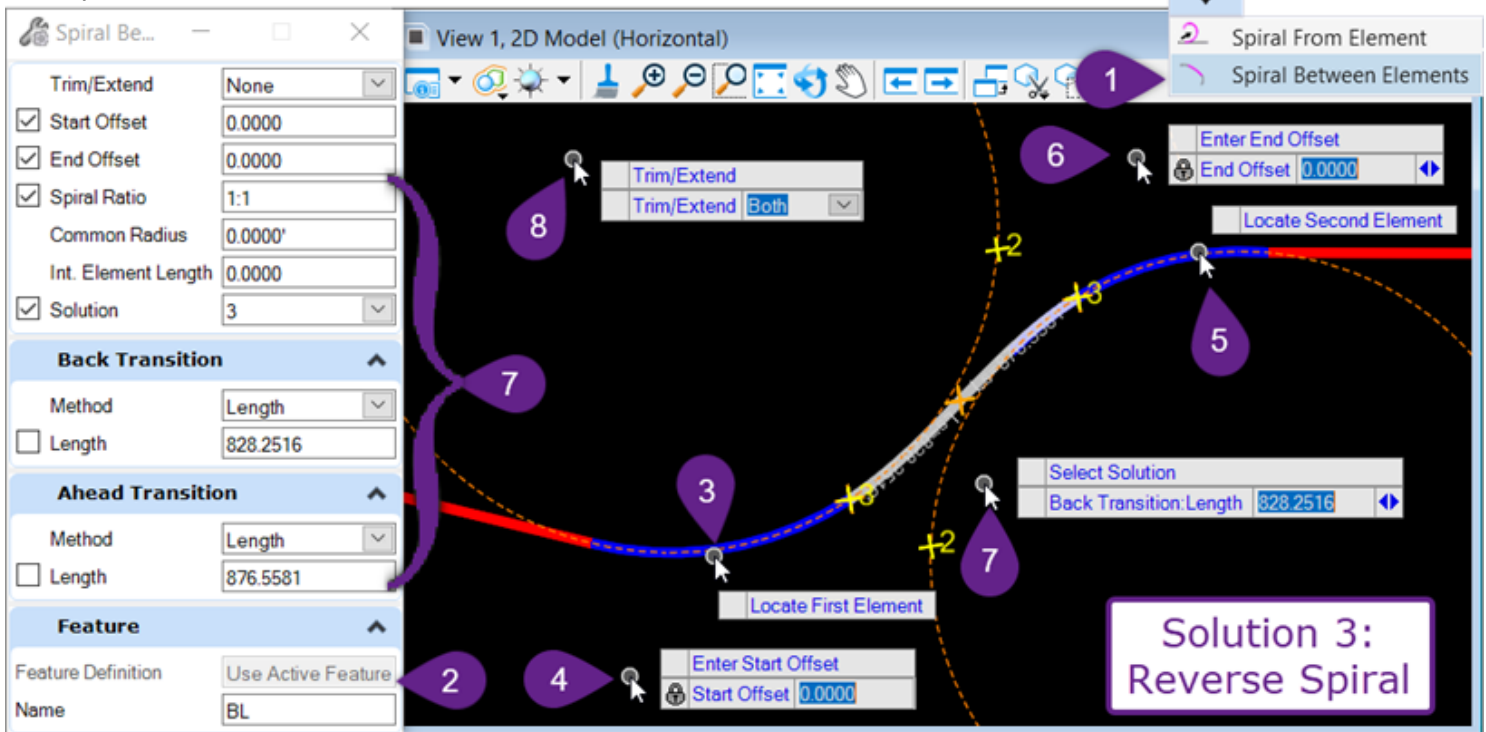 Spiral Be...
Trim/Extend None
Start Offset 0.0000
End Offset 0.0000
Spiral Ratio 1:1
Common Radius 0.0000'
Int. Element Length 0.0000
Solution 3
Back Transition
Method Length
Length 828.2516
Ahead Transition
Method Length
Length 876.5581
Feature
Feature Definition Use Active Feature
Name BL
7
2
View 1, 2D Model (Horizontal)
Spiral From Element
Spiral Between Elements
1
8
Trim/Extend
Trim/Extend Both
6
Enter End Offset
End Offset 0.0000
Locate Second Element
5
2
3
3
2
3
Locate First Element
4
Enter Start Offset
Start Offset 0.0000
Select Solution
Back Transition:Length 828.2516
7
Solution 3:
Reverse Spiral